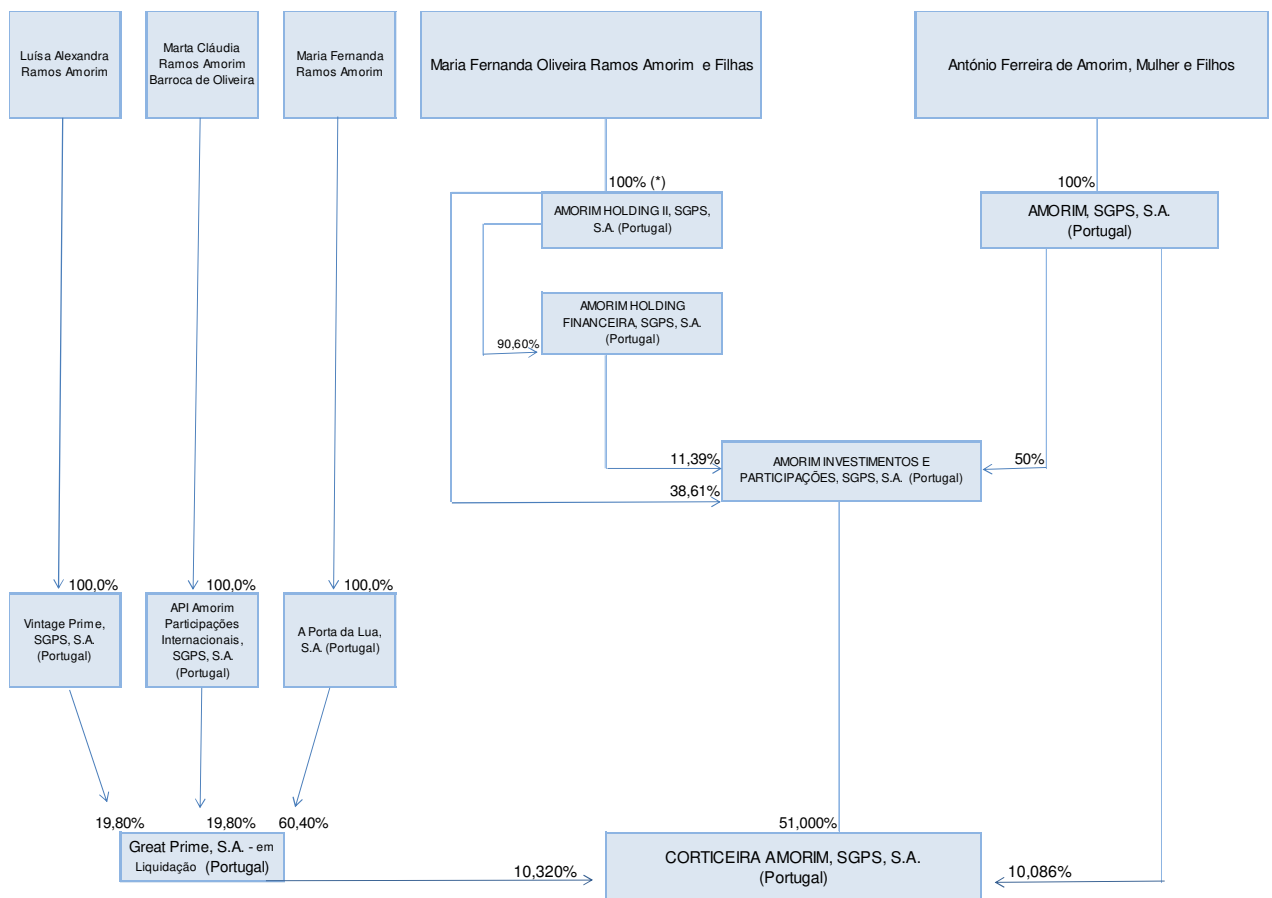 Luísa Alexandra
Ramos Amorim
Marta Cláudia
Ramos Amorim
Barroca de Oliveira
Maria Fernanda
Ramos Amorim
Maria Fernanda Oliveira Ramos Amorim e Filhas
António Ferreira de Amorim, Mulher e Filhos
100% (*)
AMORIM HOLDING II, SGPS,
S.A. (Portugal)
100%
AMORIM, SGPS, S.A.
(Portugal)
AMORIM HOLDING
FINANCEIRA, SGPS, S.A.
(Portugal)
90,60%
11,39%
38,61%
AMORIM INVESTIMENTOS E
PARTICIPAÇÕES, SGPS, S.A. (Portugal)
50%
100,0%
100,0%
100,0%
Vintage Prime,
SGPS, S.A.
(Portugal)
API Amorim
Participações
Internacionais,
SGPS, S.A.
(Portugal)
A Porta da Lua,
S.A. (Portugal)
19,80%
19,80%
60,40%
51,000%
Great Prime, S.A. - em
Liquidação (Portugal)
10,320%
CORTICEIRA AMORIM, SGPS, S.A.
(Portugal)
10,086%